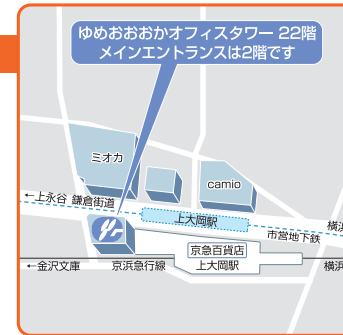 ゆめおおおかオフィスタワー 22階
メインエントランスは2階です
ミオカ
camio
←上永谷 鎌倉街道
上大岡駅
横浜
市営地下鉄
京急百貨店
←金沢文庫
京浜急行線
上大岡駅
横浜